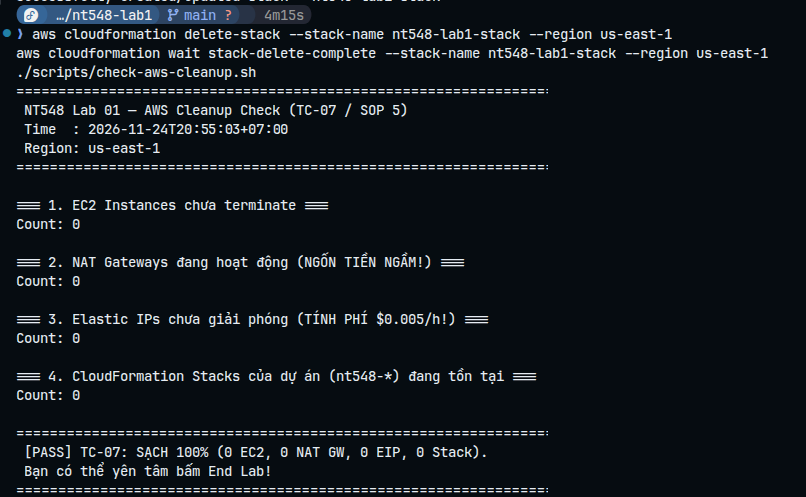 …/nt548-lab1 main ? 4m15s
❯ aws cloudformation delete-stack --stack-name nt548-lab1-stack --region us-east-1
aws cloudformation wait stack-delete-complete --stack-name nt548-lab1-stack --region us-east-1
./scripts/check-aws-cleanup.sh
================================================================
NT548 Lab 01 — AWS Cleanup Check (TC-07 / SOP 5)
Time  : 2026-11-24T20:55:03+07:00
Region: us-east-1
================================================================
=== 1. EC2 Instances chưa terminate ===
Count: 0
=== 2. NAT Gateways đang hoạt động (NGỐN TIỀN NGẦM!) ===
Count: 0
=== 3. Elastic IPs chưa giải phóng (TÍNH PHÍ $0.005/h!) ===
Count: 0
=== 4. CloudFormation Stacks của dự án (nt548-*) đang tồn tại ===
Count: 0
================================================================
[PASS] TC-07: SẠCH 100% (0 EC2, 0 NAT GW, 0 EIP, 0 Stack).
Bạn có thể yên tâm bấm End Lab!
================================================================